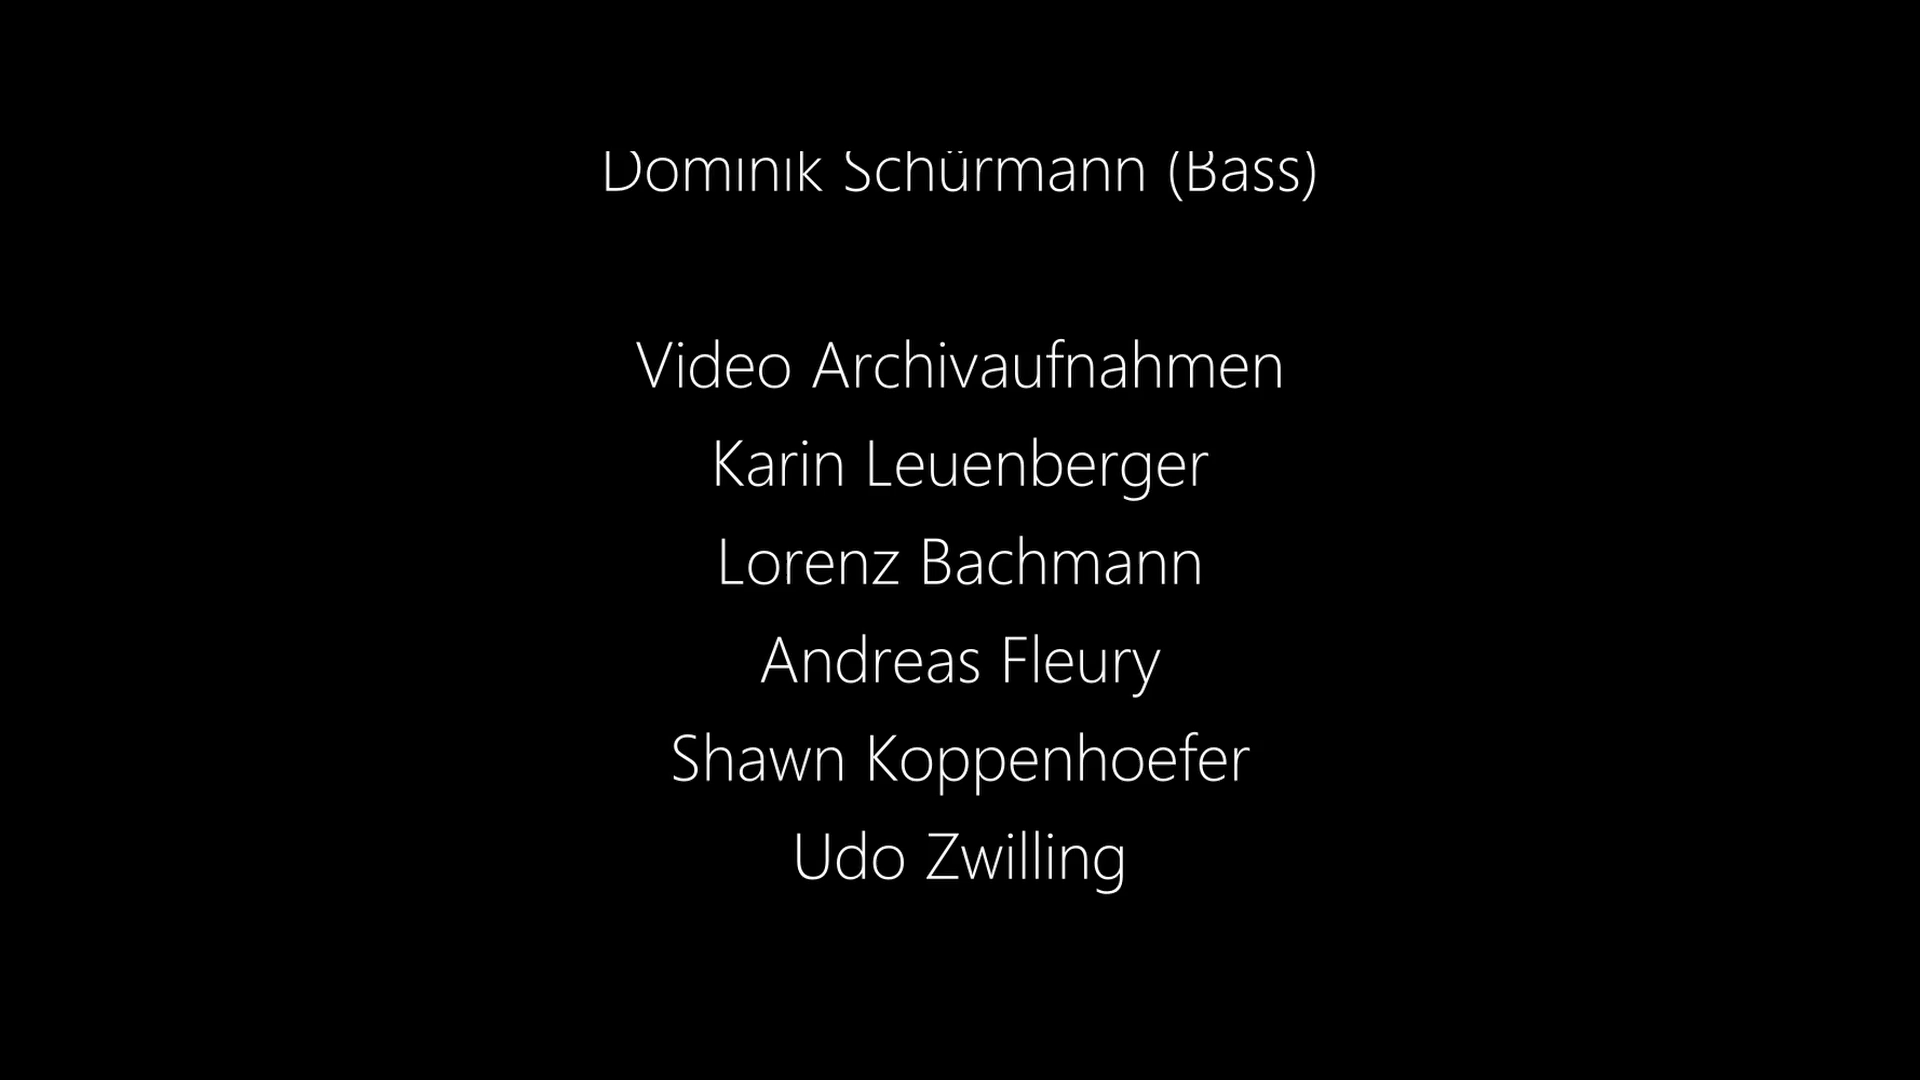 Dominik Schürmann (Bass)
Video Archivaufnahmen
Karin Leuenberger
Lorenz Bachmann
Andreas Fleury
Shawn Koppenhoefer
Udo Zwilling